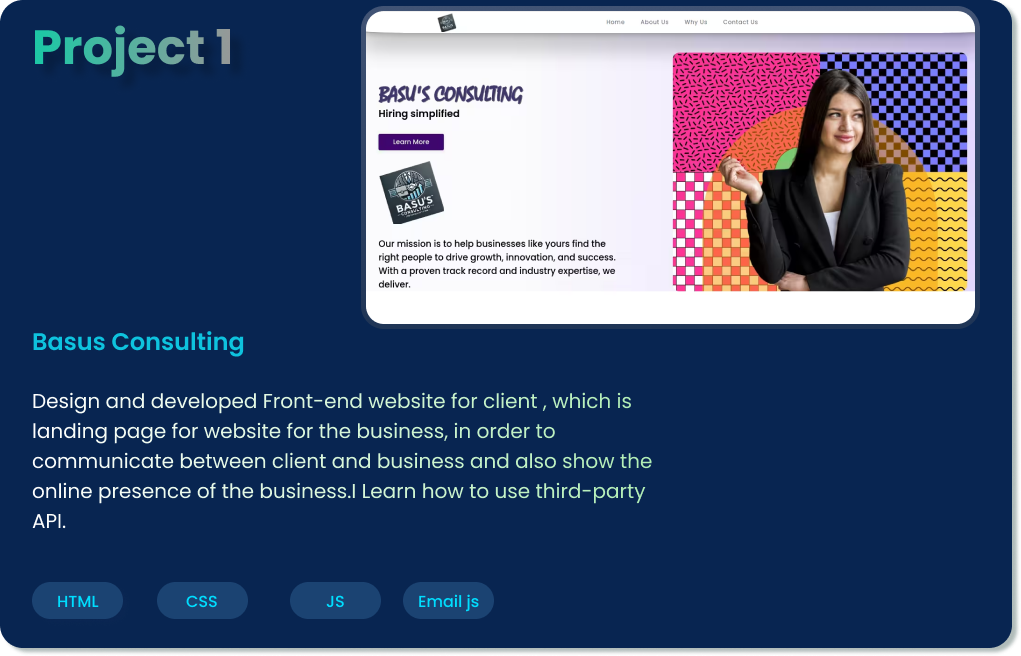 Project 1
Home About Us Why Us Contact Us
BASU'S CONSULTING
Hiring simplified
Learn More
BASU'S
CONSULTING
Our mission is to help businesses like yours find the
right people to drive growth, innovation, and success.
With a proven track record and industry expertise, we
deliver.
Basus Consulting
Design and developed Front-end website for client , which is
landing page for website for the business, in order to
communicate between client and business and also show the
online presence of the business.I Learn how to use third-party
API.
HTML CSS JS Email js